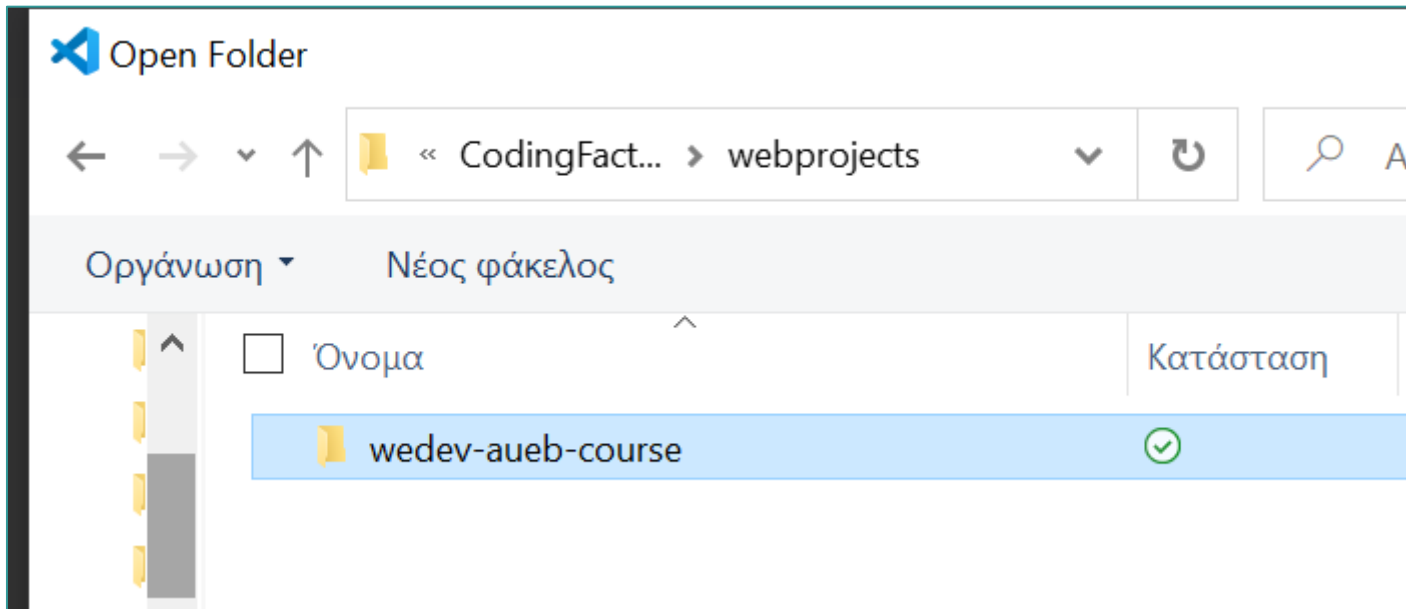 Open Folder
« CodingFact... > webprojects
Οργάνωση Νέος φάκελος
Όνομα Κατάσταση
wedev-aueb-course